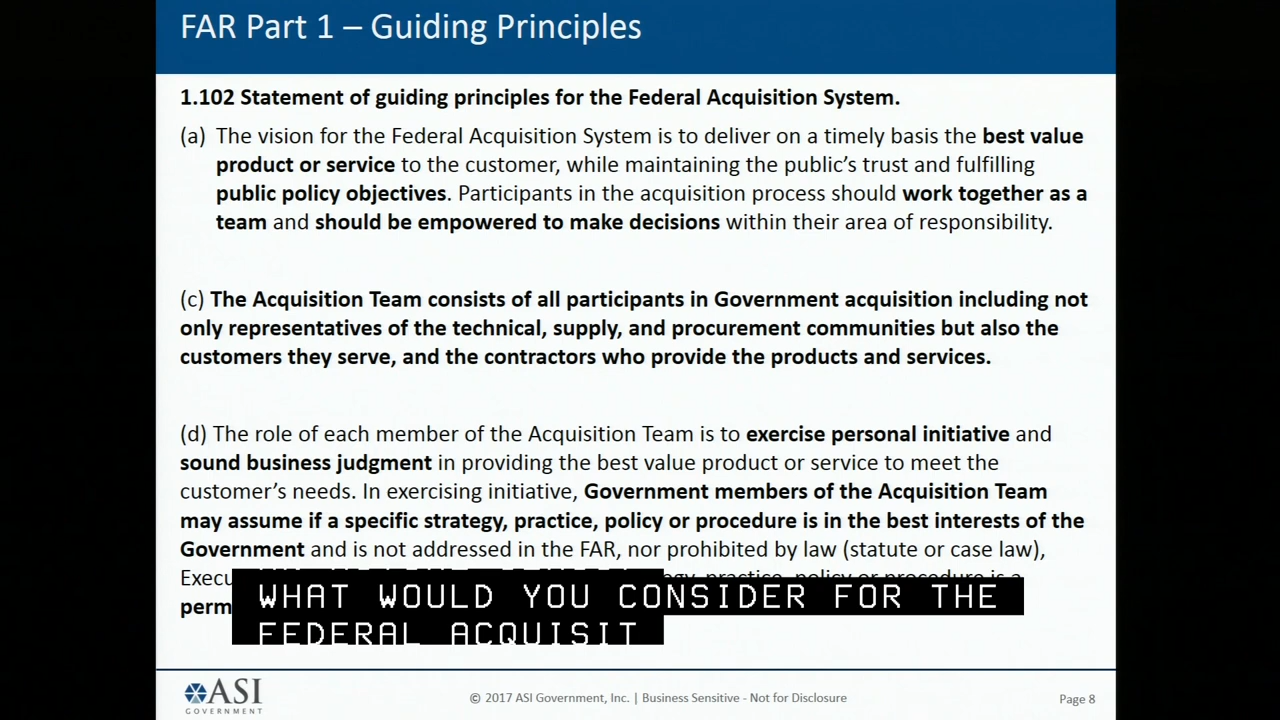 FAR Part 1 – Guiding Principles
1.102 Statement of guiding principles for the Federal Acquisition System.
(a) The vision for the Federal Acquisition System is to deliver on a timely basis the best value
product or service to the customer, while maintaining the public's trust and fulfilling
public policy objectives. Participants in the acquisition process should work together as a
team and should be empowered to make decisions within their area of responsibility.
(c) The Acquisition Team consists of all participants in Government acquisition including not
only representatives of the technical, supply, and procurement communities but also the
customers they serve, and the contractors who provide the products and services.
(d) The role of each member of the Acquisition Team is to exercise personal initiative and
sound business judgment in providing the best value product or service to meet the
customer's needs. In exercising initiative, Government members of the Acquisition Team
may assume if a specific strategy, practice, policy or procedure is in the best interests of the
Government and is not addressed in the FAR, nor prohibited by law (statute or case law),
practice, policy or procedure is a
WHAT WOULD YOU CONSIDER FOR THE
FEDERAL ACQUISIT
ASI
GOVERNMENT
© 2017 ASI Government, Inc. | Business Sensitive - Not for Disclosure
Page 8